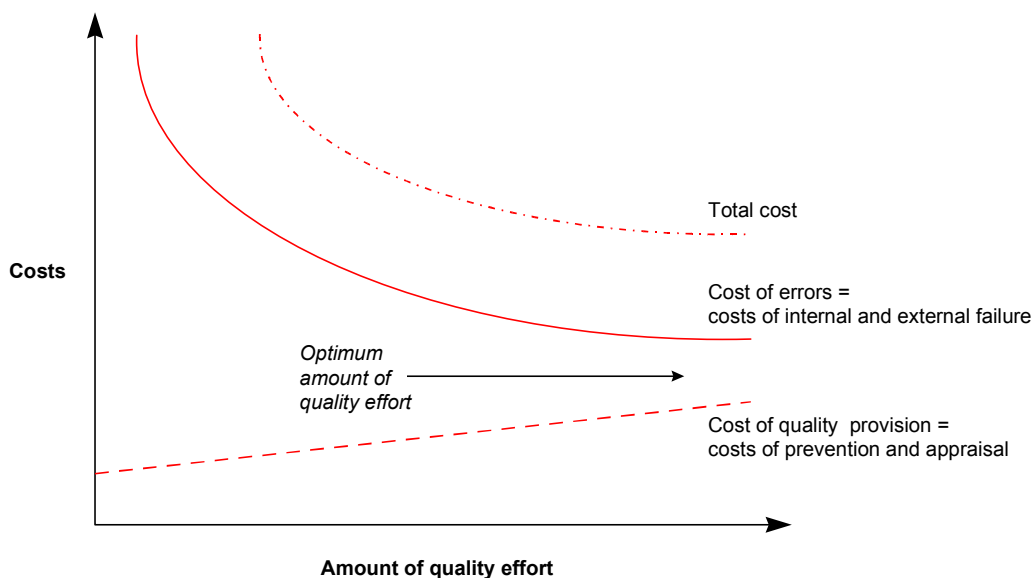 Total cost
Costs
Cost of errors =
costs of internal and external failure
Optimum
amount of
quality effort
Cost of quality provision =
costs of prevention and appraisal
Amount of quality effort